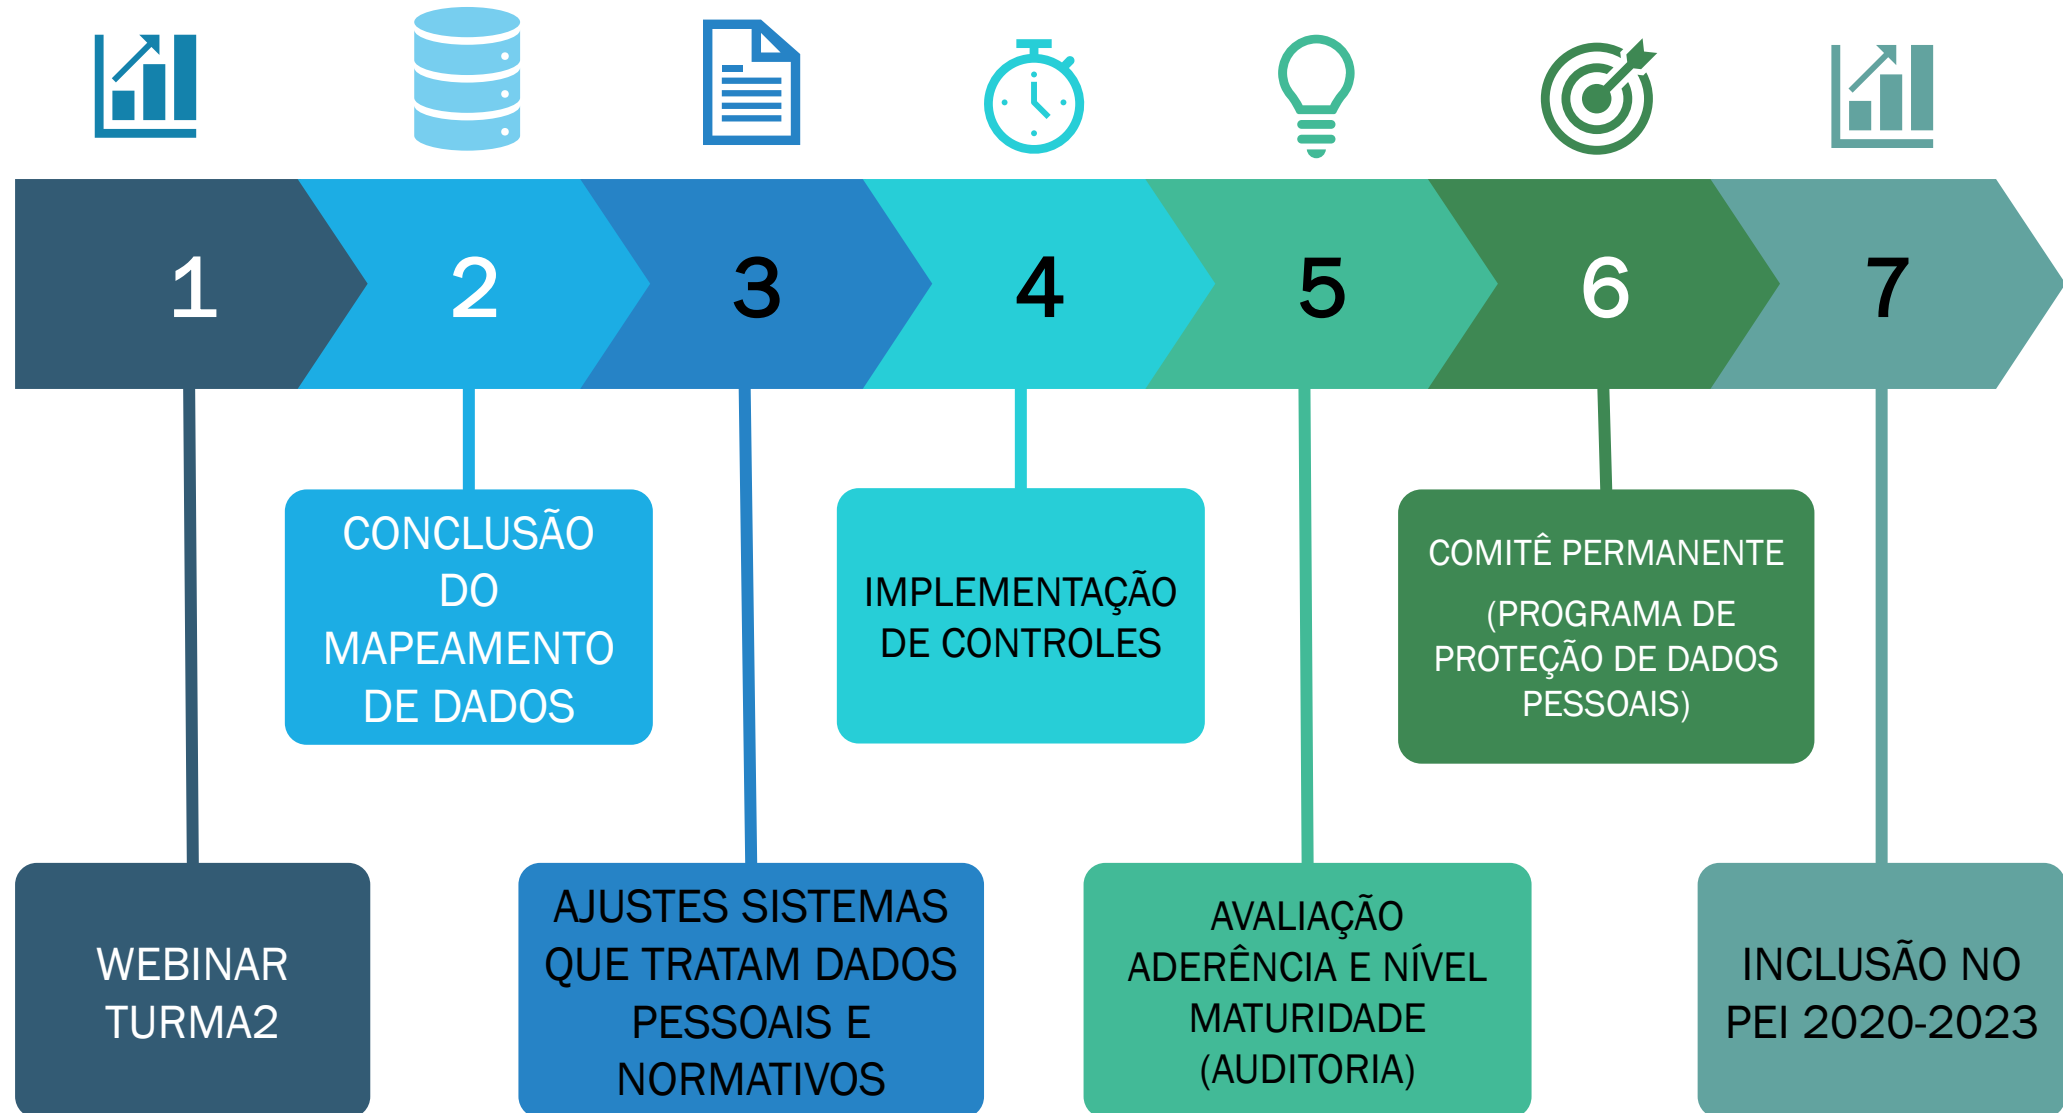 1
2
3
4
5
6
7
CONCLUSÃO
DO
MAPEAMENTO
DE DADOS
IMPLEMENTAÇÃO
DE CONTROLES
COMITÊ PERMANENTE
(PROGRAMA DE
PROTEÇÃO DE DADOS
PESSOAIS)
WEBINAR
TURMA2
AJUSTES SISTEMAS
QUE TRATAM DADOS
PESSOAIS E
NORMATIVOS
AVALIAÇÃO
ADERÊNCIA E NÍVEL
MATURIDADE
(AUDITORIA)
INCLUSÃO NO
PEI 2020-2023